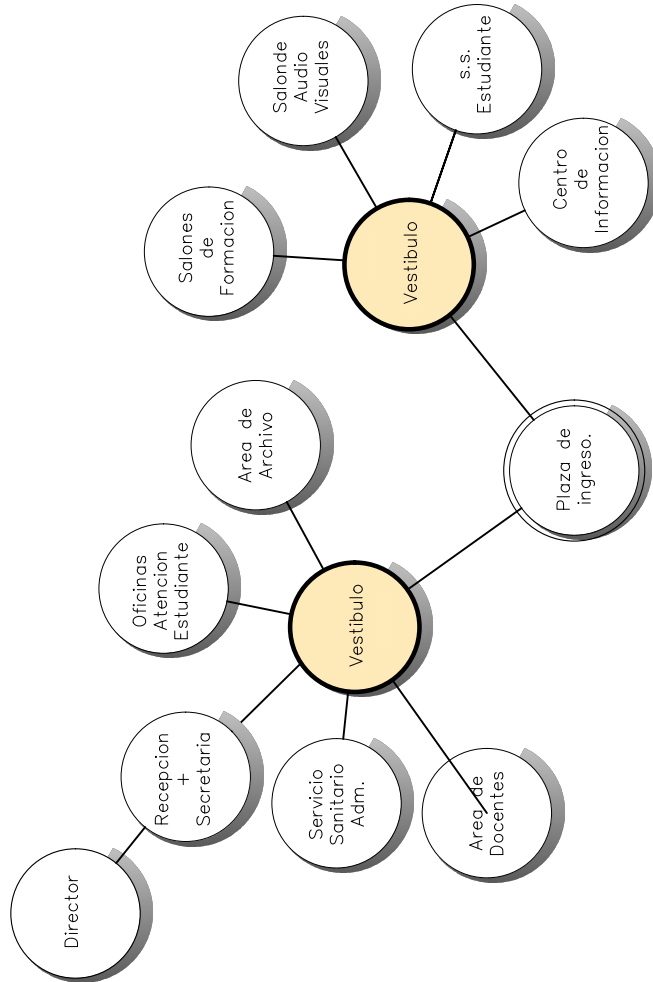 Director
Recepcion
+
Secretaria
Oficinas
Atencion
Estudiante
Area de
Archivo
Servicio
Sanitario
Adm.
Area de
Docentes
Vestibulo
Plaza de
ingreso.
Salones
de
Formacion
Salonde
Audio
Visuales
Vestibulo
s.s.
Estudiante
Centro
de
Informacion